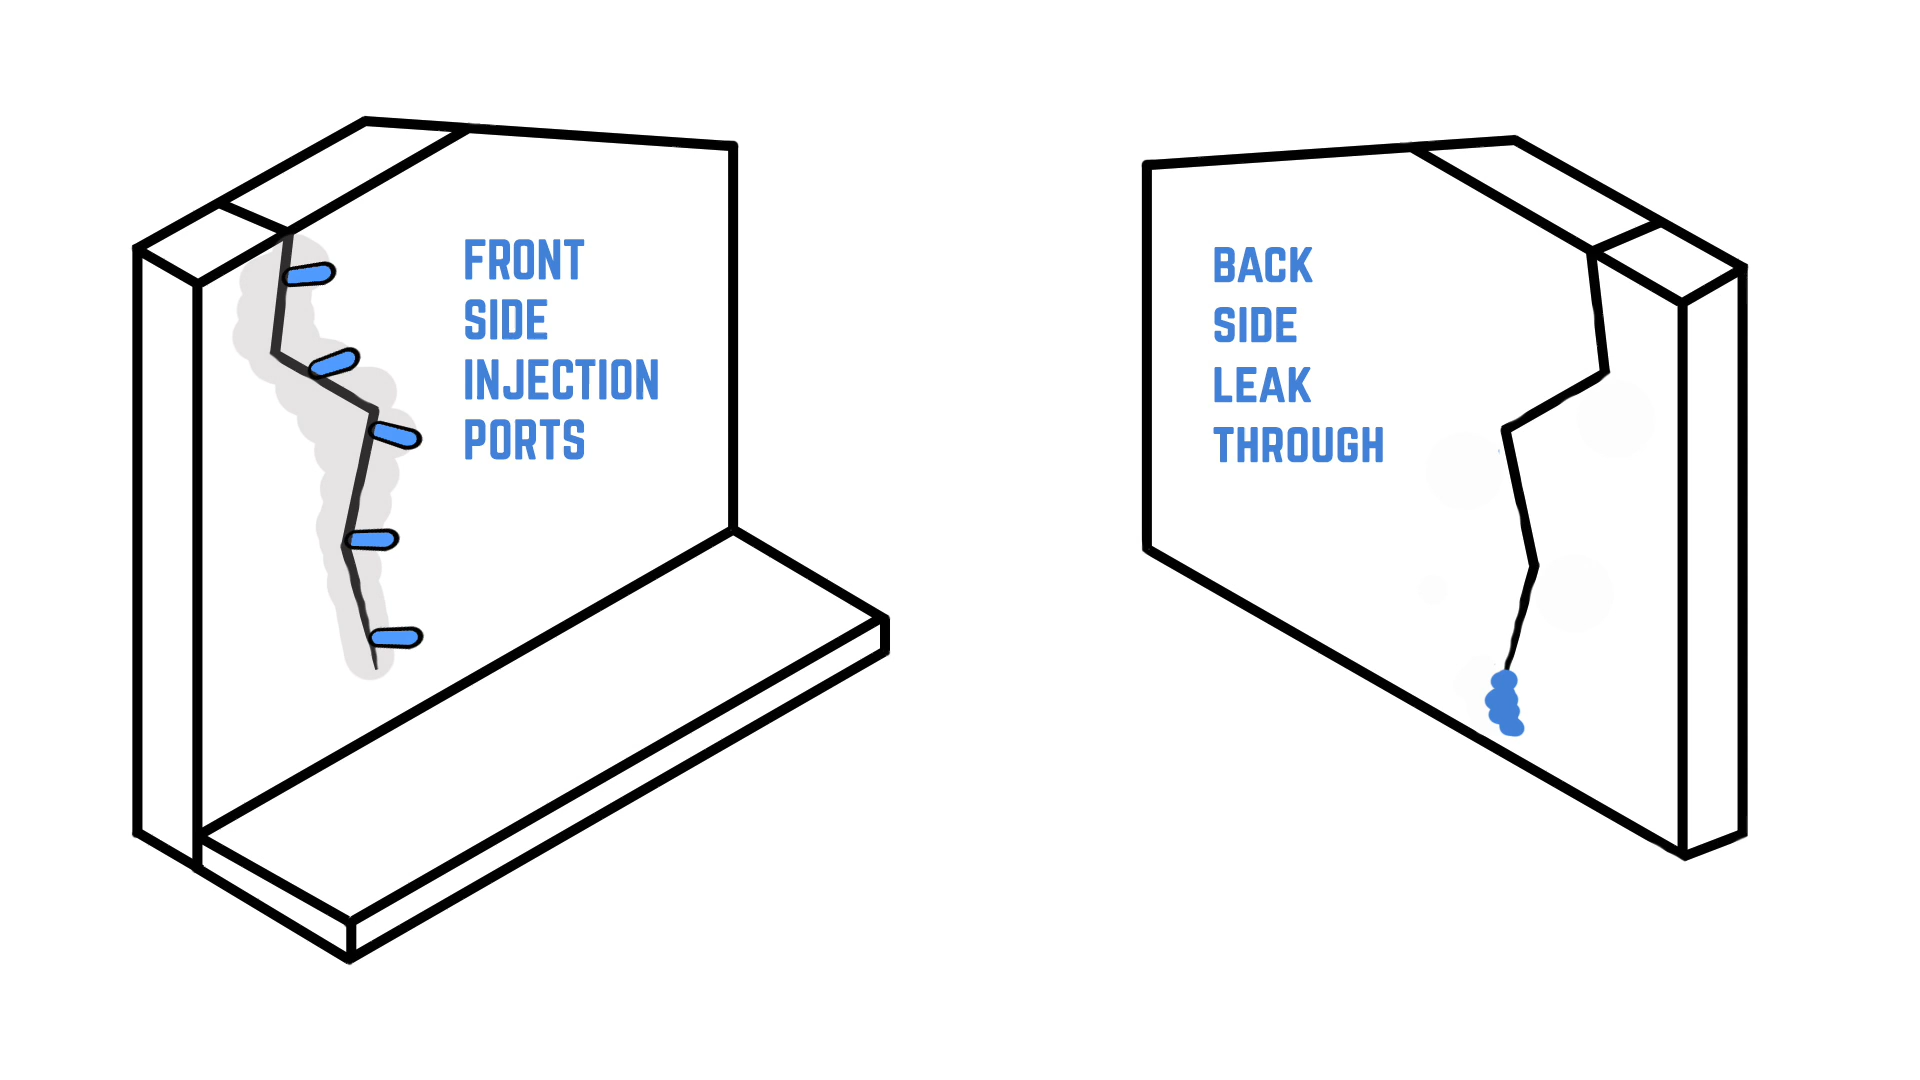 FRONT
SIDE
INJECTION
PORTS
BACK
SIDE
LEAK
THROUGH